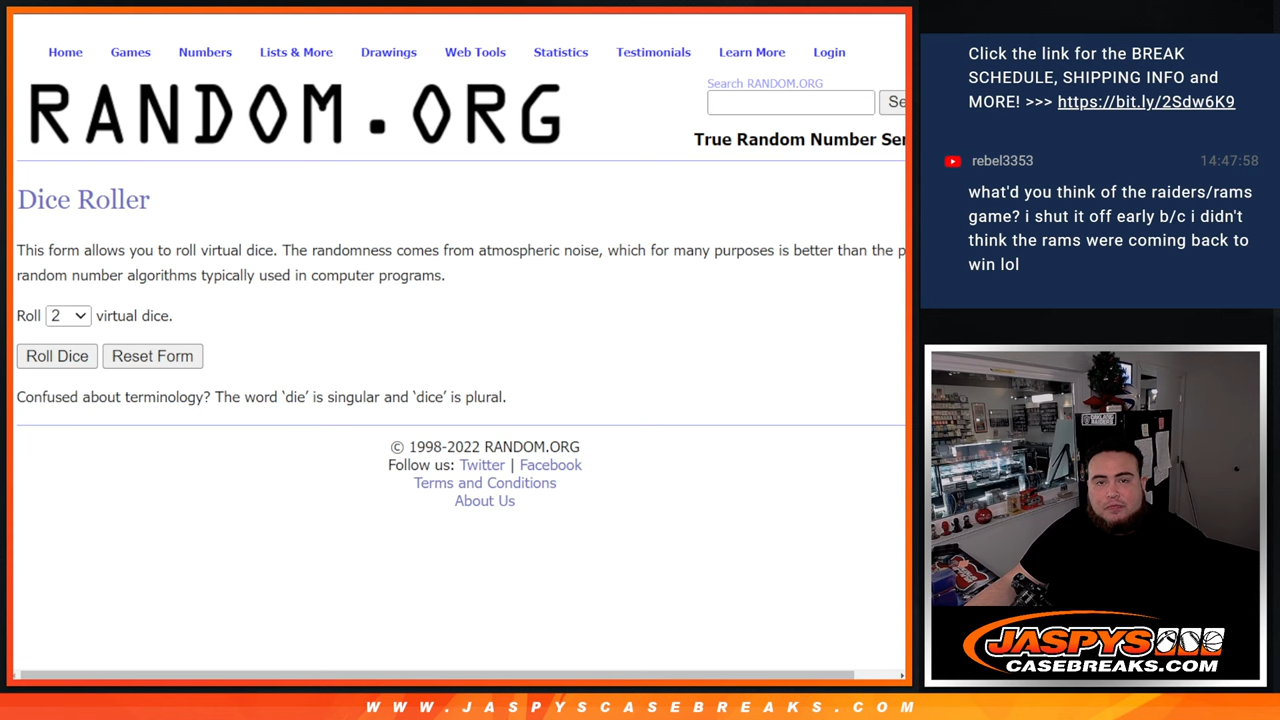 Home Games Numbers Lists & More Drawings Web Tools Statistics Testimonials Learn More Login
RANDOM.ORG
Search RANDOM.ORG
Se
True Random Number Ser
Dice Roller
This form allows you to roll virtual dice. The randomness comes from atmospheric noise, which for many purposes is better than the p
random number algorithms typically used in computer programs.
Roll 2 virtual dice.
Roll Dice Reset Form
Confused about terminology? The word ‘die’ is singular and ‘dice’ is plural.
© 1998-2022 RANDOM.ORG
Follow us: Twitter | Facebook
Terms and Conditions
About Us
Click the link for the BREAK
SCHEDULE, SHIPPING INFO and
MORE! >>> https://bit.ly/2Sdw6K9
rebel3353 14:47:58
what'd you think of the raiders/rams
game? i shut it off early b/c i didn't
think the rams were coming back to
win lol
JASPYS
CASEBREAKS.COM
WWW.JASPYSCASEBREAKS.COM